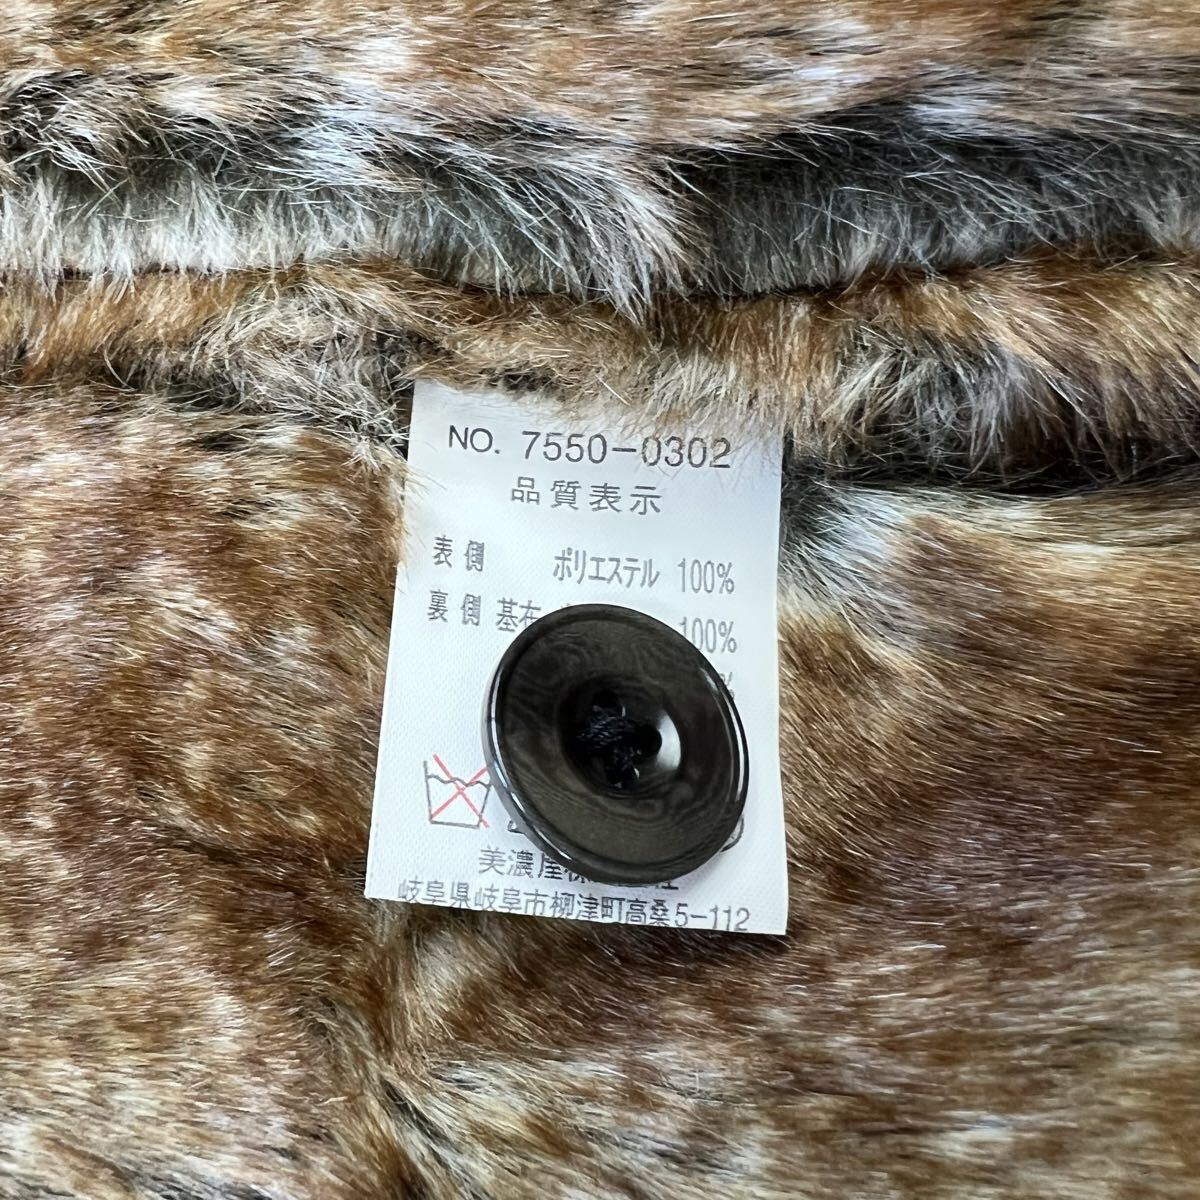 NO. 7550-0302
品質表示
表側 ポリエステル 100%
裏側 基布 100%
%
美濃屋
岐阜県岐阜市柳津町高桑5-112